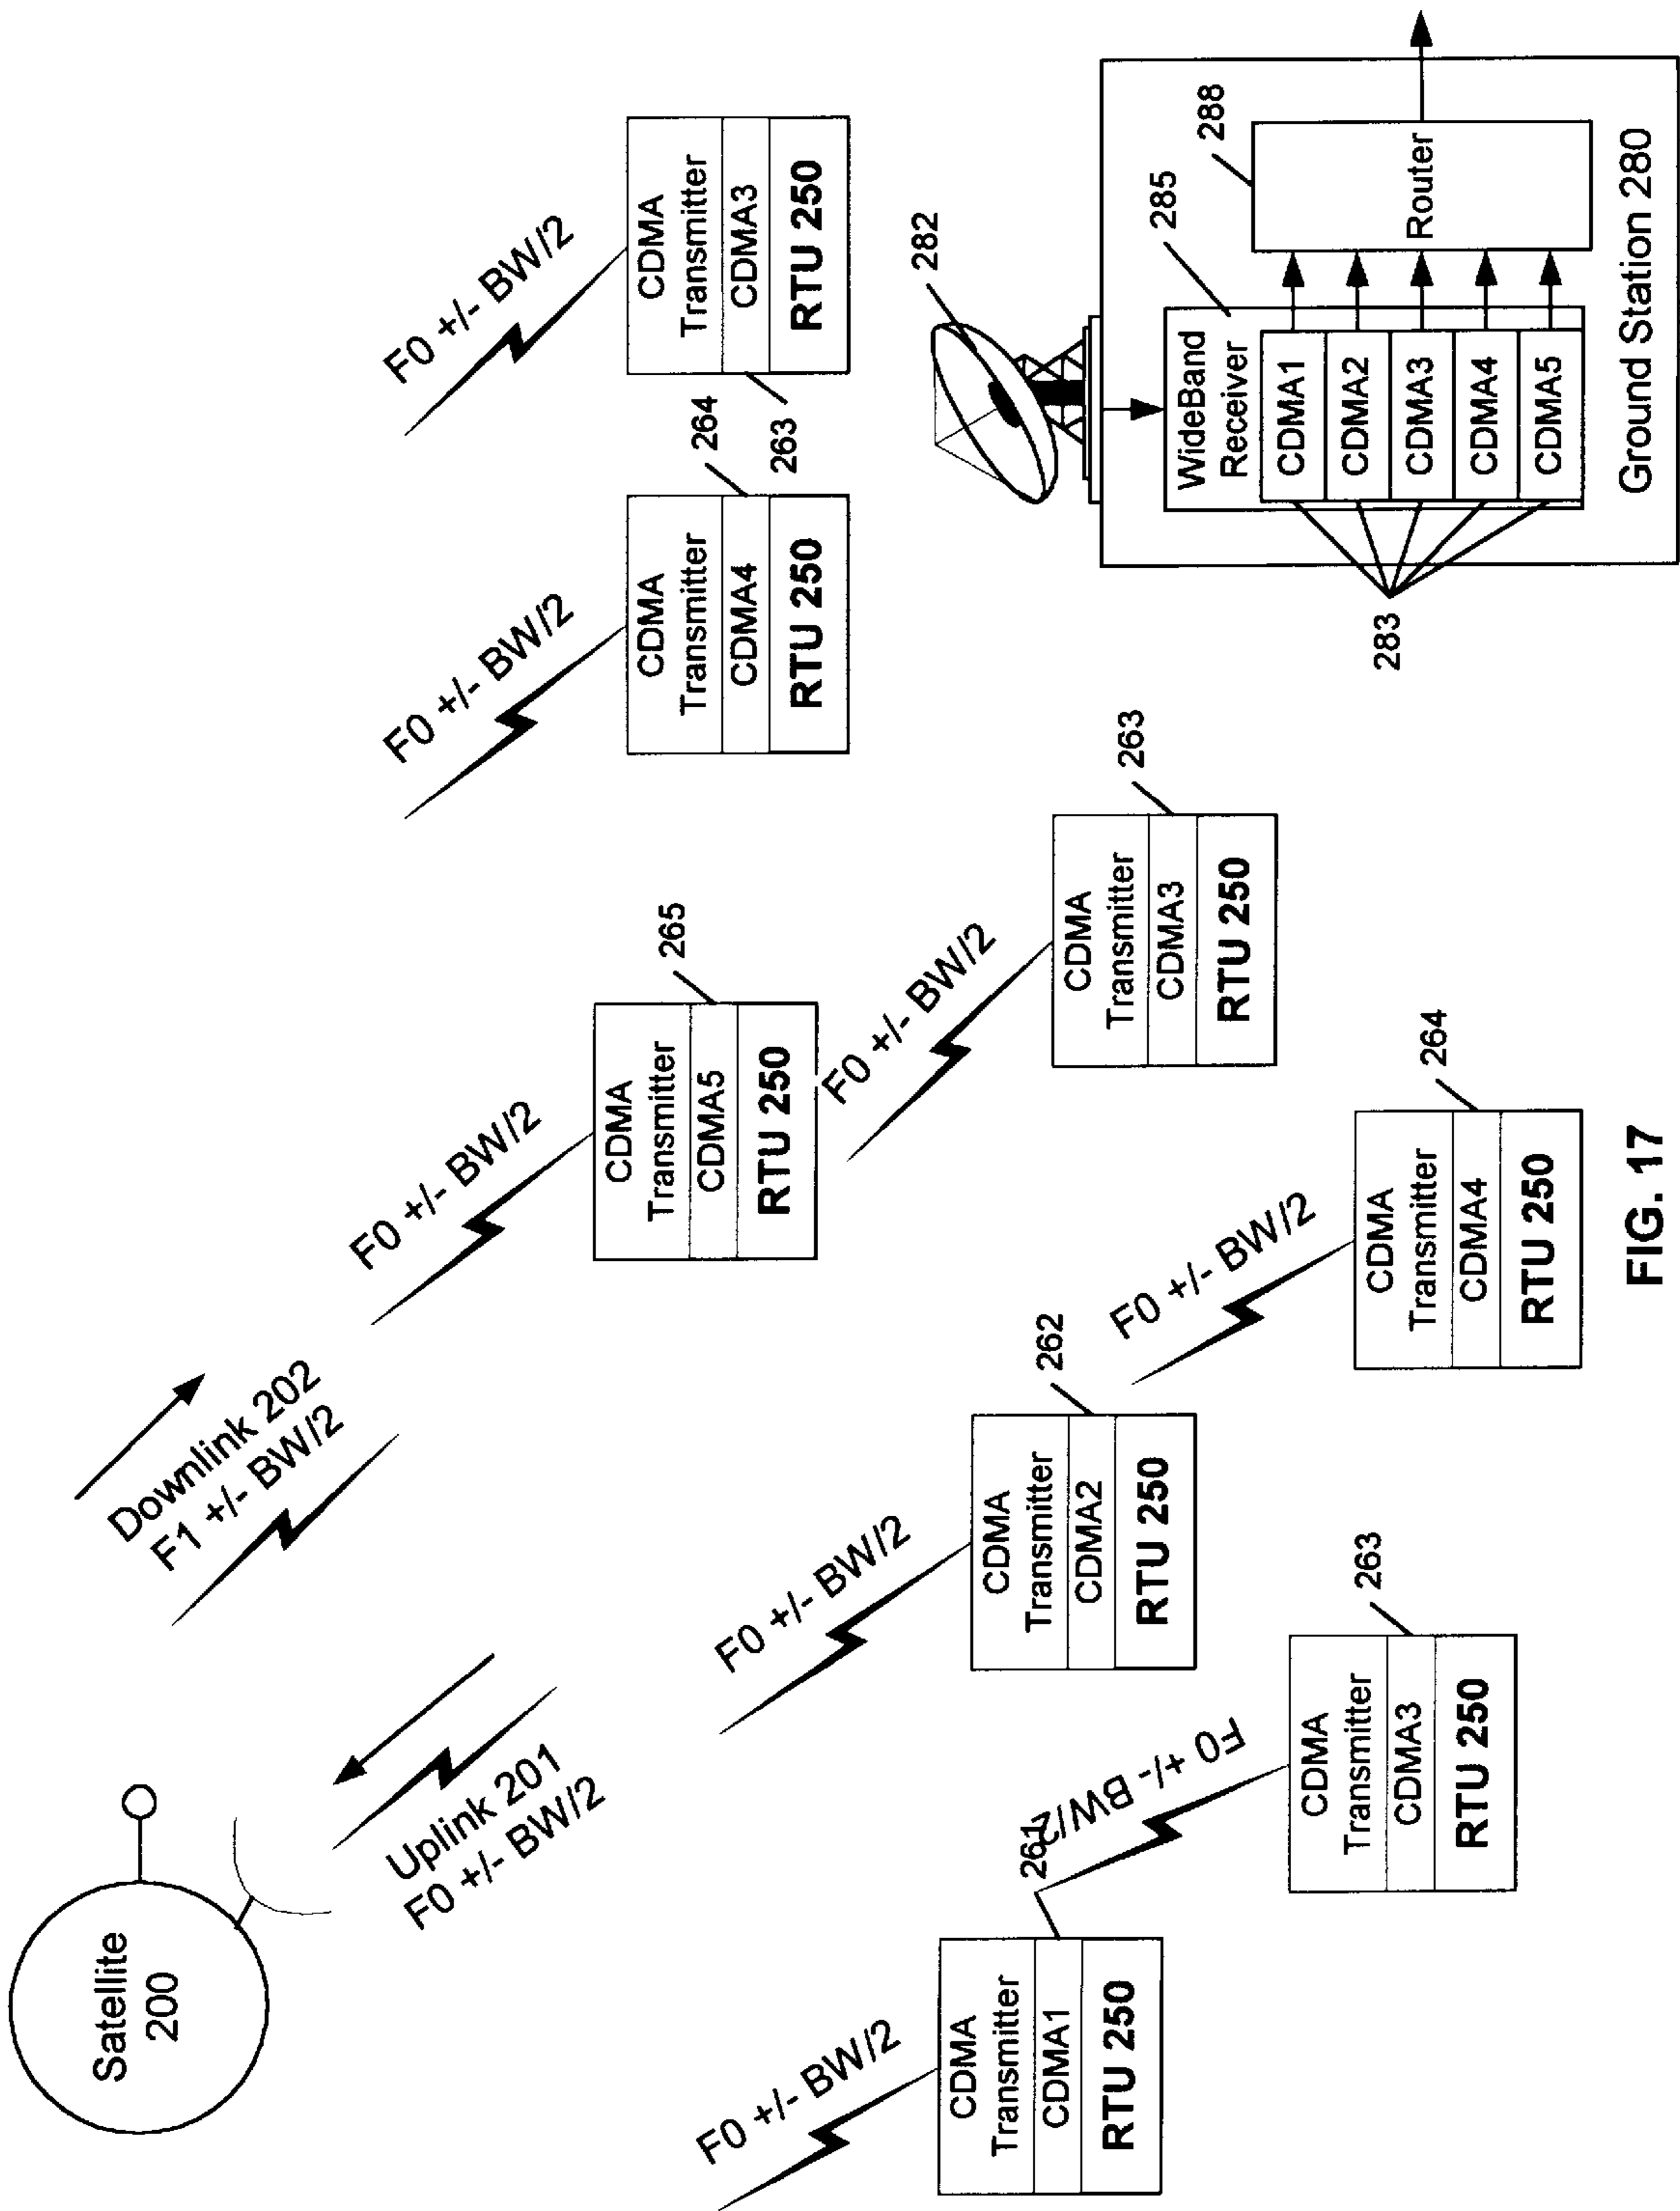 Satellite
200
Downlink 202
F1 +/- BW/2
Uplink 201
F0 +/- BW/2
F0 +/- BW/2
CDMA
Transmitter
CDMA1
RTU 250
261
F0 +/- BW/2
CDMA
Transmitter
CDMA3
RTU 250
263
F0 +/- BW/2
CDMA
Transmitter
CDMA2
RTU 250
262
F0 +/- BW/2
CDMA
Transmitter
CDMA4
RTU 250
264
F0 +/- BW/2
CDMA
Transmitter
CDMA5
RTU 250
265
F0 +/- BW/2
CDMA
Transmitter
CDMA3
RTU 250
263
F0 +/- BW/2
CDMA
Transmitter
CDMA4
RTU 250
264
F0 +/- BW/2
CDMA
Transmitter
CDMA3
RTU 250
263
282
285
288
WideBand
Receiver
CDMA1
CDMA2
CDMA3
CDMA4
CDMA5
283
Router
Ground Station 280
FIG. 17